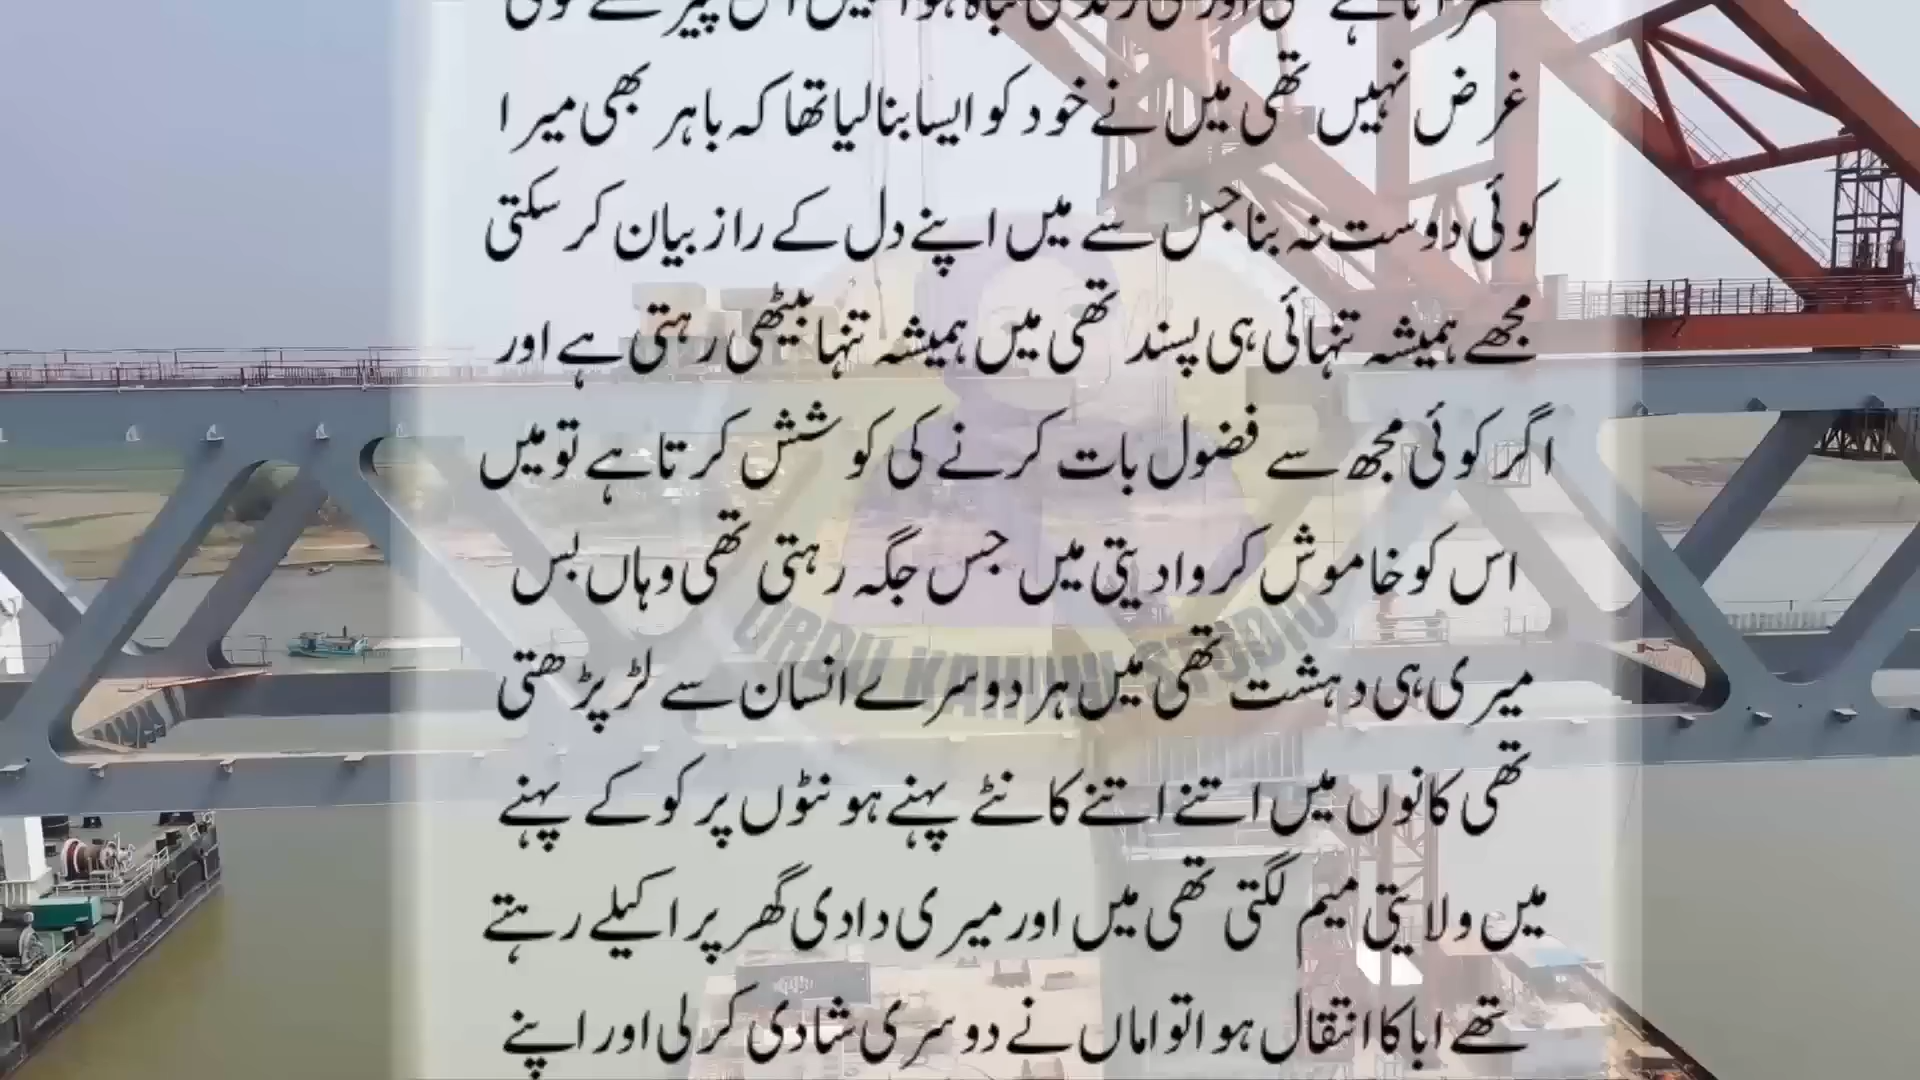 غرض نہیں تھی میں نے خود کو ایسا بنا لیا تھا کہ باہر بھی میرا
کوئی دوست نہ بنا جس سے میں اپنے دل کے راز بیان کر سکتی
مجھے ہمیشہ تنہائی ہی پسند تھی میں ہمیشہ تنہا بیٹھی رہتی ہے اور
اگر کوئی مجھ سے فضول بات کرنے کی کوشش کرتا ہے تو میں
اس کو خاموش کروا دیتی میں جس جگہ رہتی تھی وہاں بس
میری ہی دہشت تھی میں ہر دوسرے انسان سے لڑ پڑھتی
تھی کانوں میں اتنے اتنے کانٹے پہنے ہونٹوں پر کوکے پہنے
میں ولایتی میم لگتی تھی میں اور میری دادی گھر پر اکیلے رہتے
تھے ابا کا انتقال ہوا تو اماں نے دوسری شادی کر لی اور اپنے
URDU KAHANI STUDIO